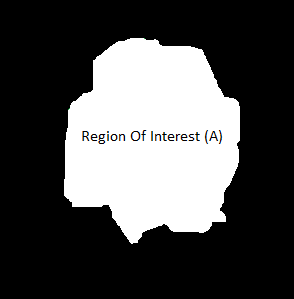 Region Of Interest (A)